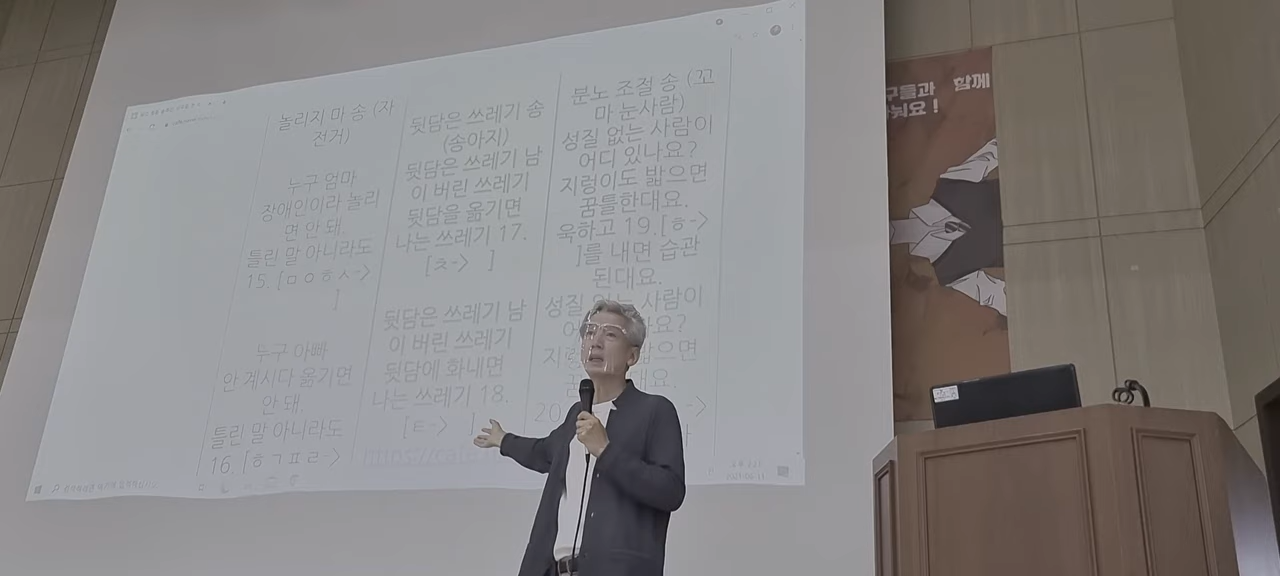 놀리지 마 송 (자
전거)
누구 엄마
장애인이라 놀리
면 안 돼.
틀린 말 아니라도
15. [ㅁㅇㅎㅅ->
]
누구 아빠
안 계시다 옮기면
안 돼.
틀린 말 아니라도
16. [ㅎㄱㅍㄹ->
뒷담은 쓰레기 송
(송아지)
뒷담은 쓰레기 남
이 버린 쓰레기
뒷담을 옮기면
나는 쓰레기 17.
[ㅊ-> ]
뒷담은 쓰레기 남
이 버린 쓰레기
뒷담에 화내면
나는 쓰레기 18.
[ㅌ-> ]
분노 조절 송 (꼬
마 눈사람)
성질 없는 사람이
어디 있나요?
지렁이도 밟으면
꿈틀한대요.
욱하고 19.[ㅎ->
]를 내면 습관
된대요.
성질 사람이
요?
밟으면
대요.
20
->
구들과 함께
워요!